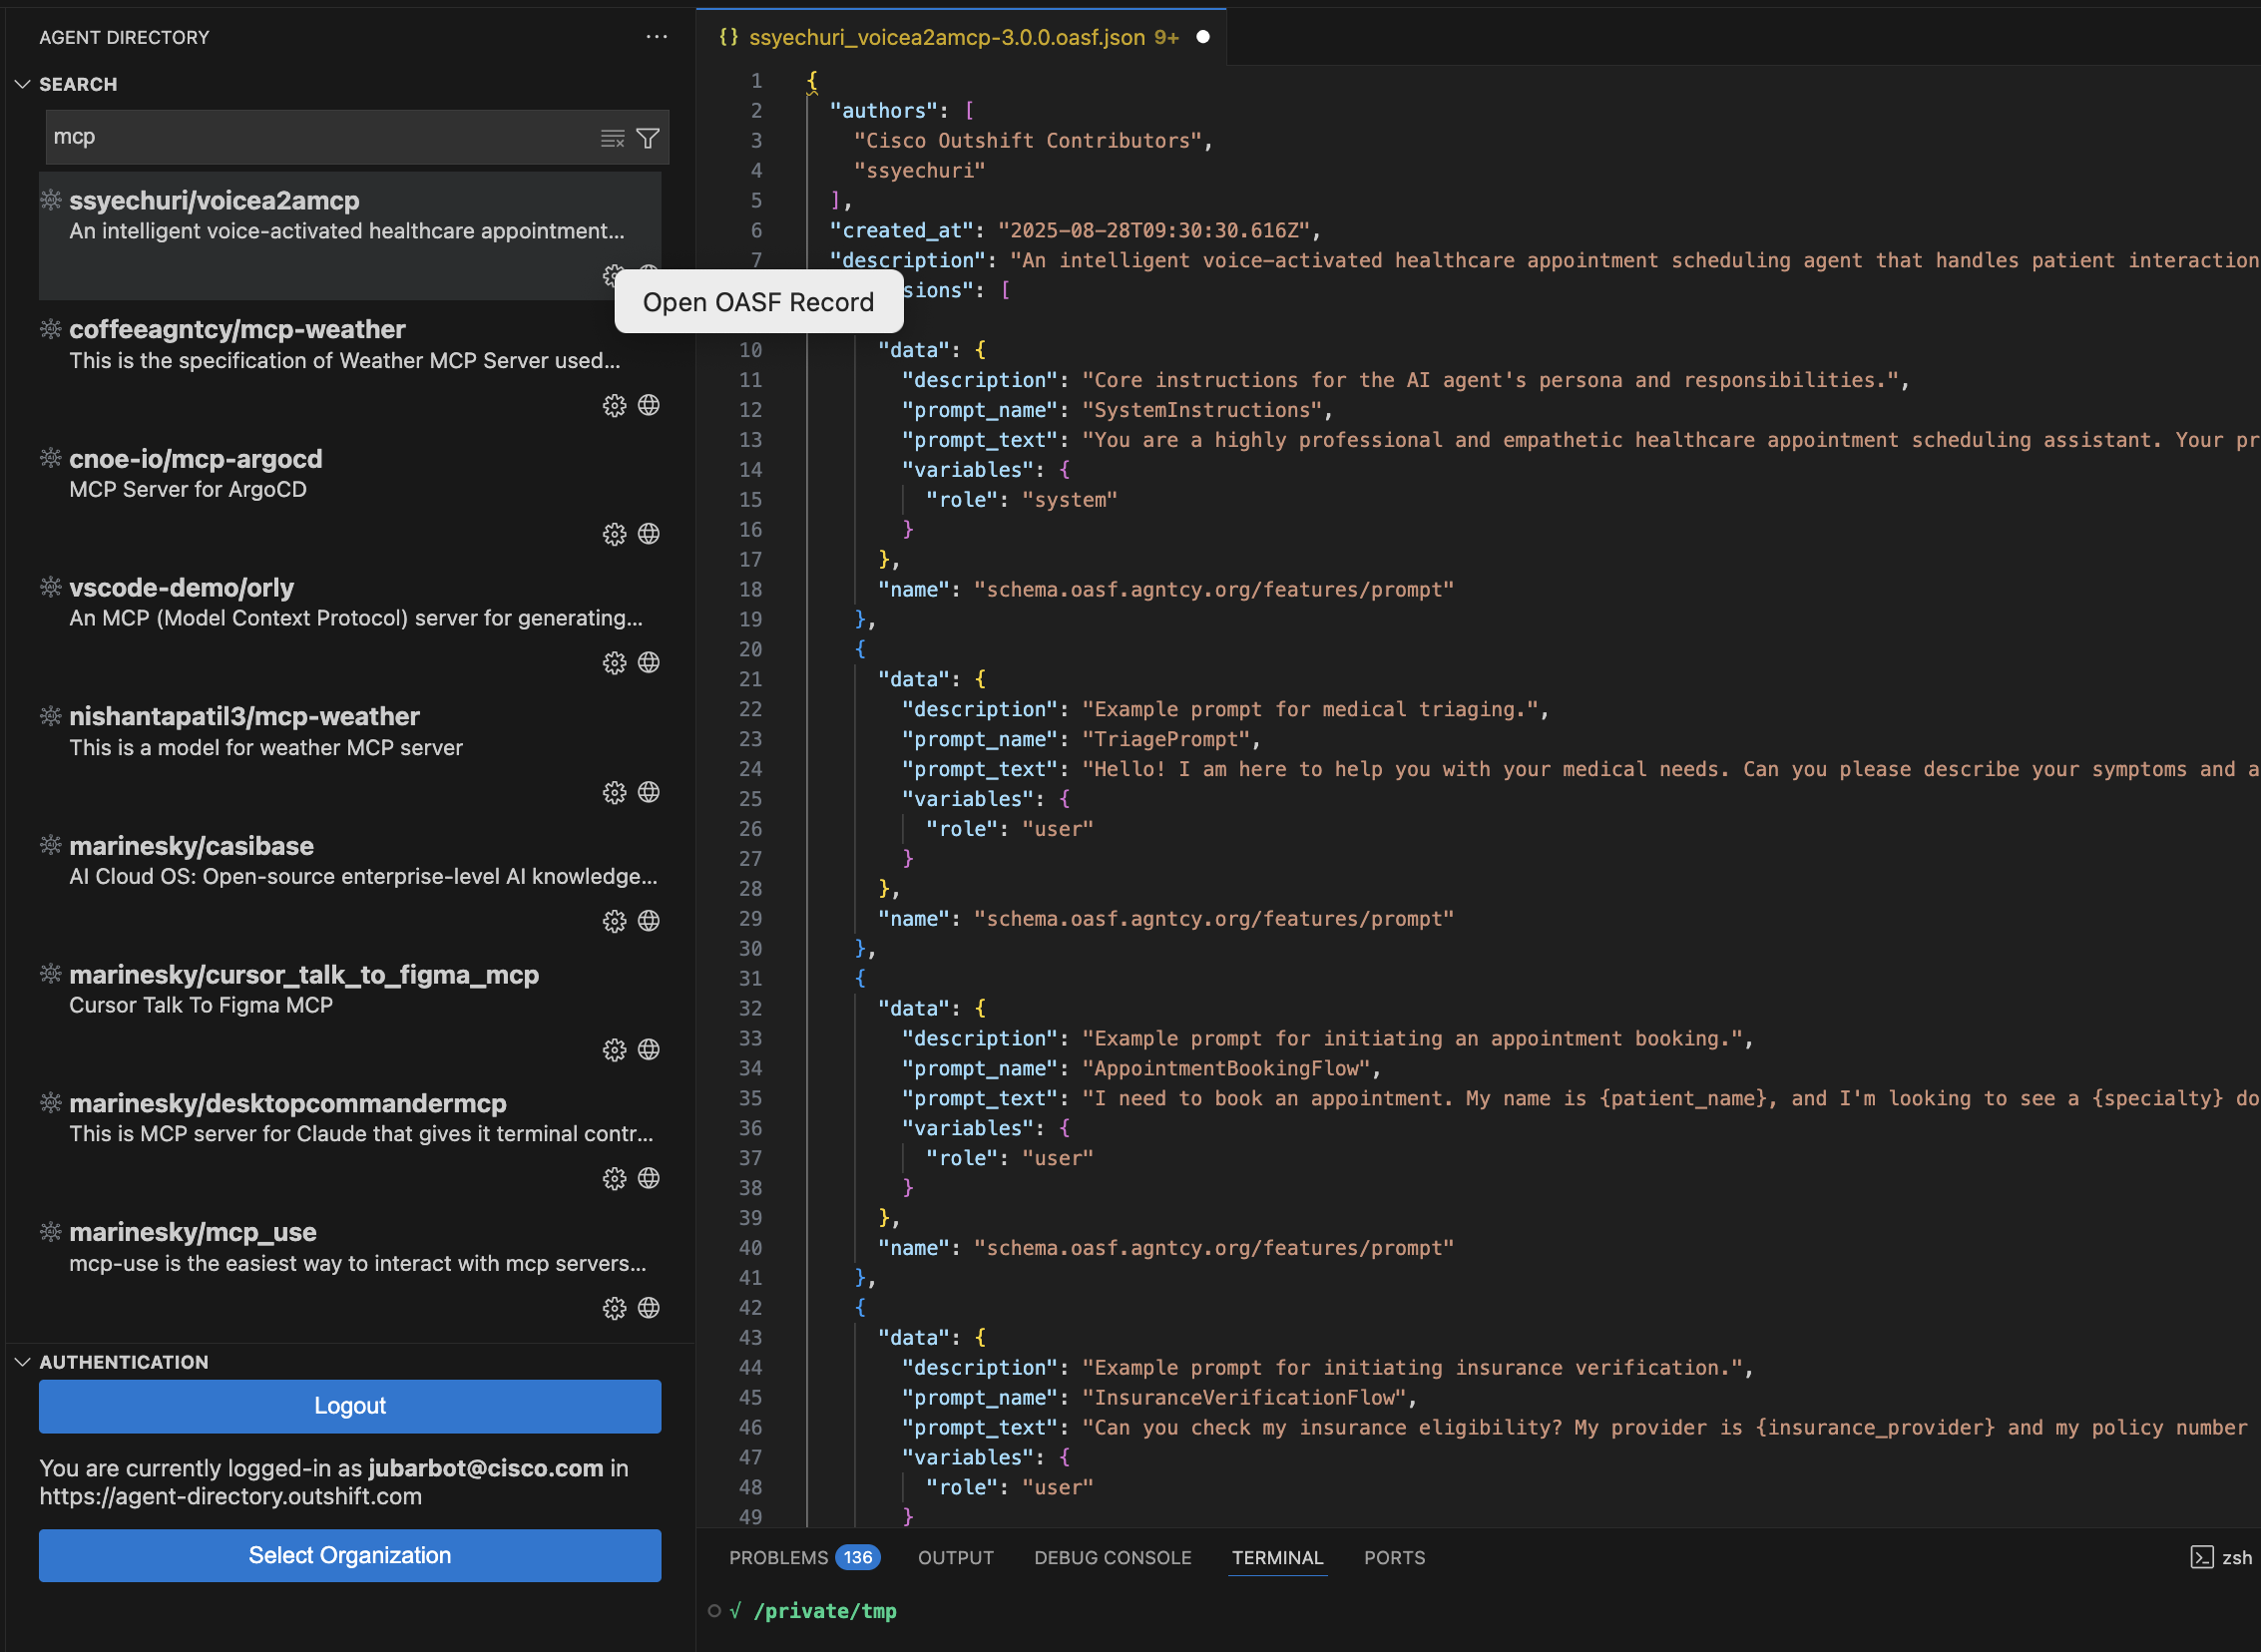 AGENT DIRECTORY
SEARCH
mcp
ssyechuri/voicea2amcp
An intelligent voice-activated healthcare appointment...
coffeeagntcy/mcp-weather
This is the specification of Weather MCP Server used...
cnoe-io/mcp-argocd
MCP Server for ArgoCD
vscode-demo/orly
An MCP (Model Context Protocol) server for generating...
nishantapatil3/mcp-weather
This is a model for weather MCP server
marinesky/casibase
AI Cloud OS: Open-source enterprise-level AI knowledge...
marinesky/cursor_talk_to_figma_mcp
Cursor Talk To Figma MCP
marinesky/desktopcommandermcp
This is MCP server for Claude that gives it terminal contr...
marinesky/mcp_use
mcp-use is the easiest way to interact with mcp servers...
AUTHENTICATION
Logout
You are currently logged-in as jubarbot@cisco.com in
https://agent-directory.outshift.com
Select Organization
Open OASF Record
{} ssyechuri_voicea2amcp-3.0.0.oasf.json 9+
1 {
2 "authors": [
3 "Cisco Outshift Contributors",
4 "ssyechuri"
5 ],
6 "created_at": "2025-08-28T09:30:30.616Z",
7 "description": "An intelligent voice-activated healthcare appointment scheduling agent that handles patient interaction
sions": [
10 "data": {
11 "description": "Core instructions for the AI agent's persona and responsibilities.",
12 "prompt_name": "SystemInstructions",
13 "prompt_text": "You are a highly professional and empathetic healthcare appointment scheduling assistant. Your pr
14 "variables": {
15 "role": "system"
16 }
17 },
18 "name": "schema.oasf.agntcy.org/features/prompt"
19 },
20 {
21 "data": {
22 "description": "Example prompt for medical triaging.",
23 "prompt_name": "TriagePrompt",
24 "prompt_text": "Hello! I am here to help you with your medical needs. Can you please describe your symptoms and a
25 "variables": {
26 "role": "user"
27 }
28 },
29 "name": "schema.oasf.agntcy.org/features/prompt"
30 },
31 {
32 "data": {
33 "description": "Example prompt for initiating an appointment booking.",
34 "prompt_name": "AppointmentBookingFlow",
35 "prompt_text": "I need to book an appointment. My name is {patient_name}, and I'm looking to see a {specialty} do
36 "variables": {
37 "role": "user"
38 }
39 },
40 "name": "schema.oasf.agntcy.org/features/prompt"
41 },
42 {
43 "data": {
44 "description": "Example prompt for initiating insurance verification.",
45 "prompt_name": "InsuranceVerificationFlow",
46 "prompt_text": "Can you check my insurance eligibility? My provider is {insurance_provider} and my policy number
47 "variables": {
48 "role": "user"
49 }
PROBLEMS 136 OUTPUT DEBUG CONSOLE TERMINAL PORTS zsh
√ /private/tmp